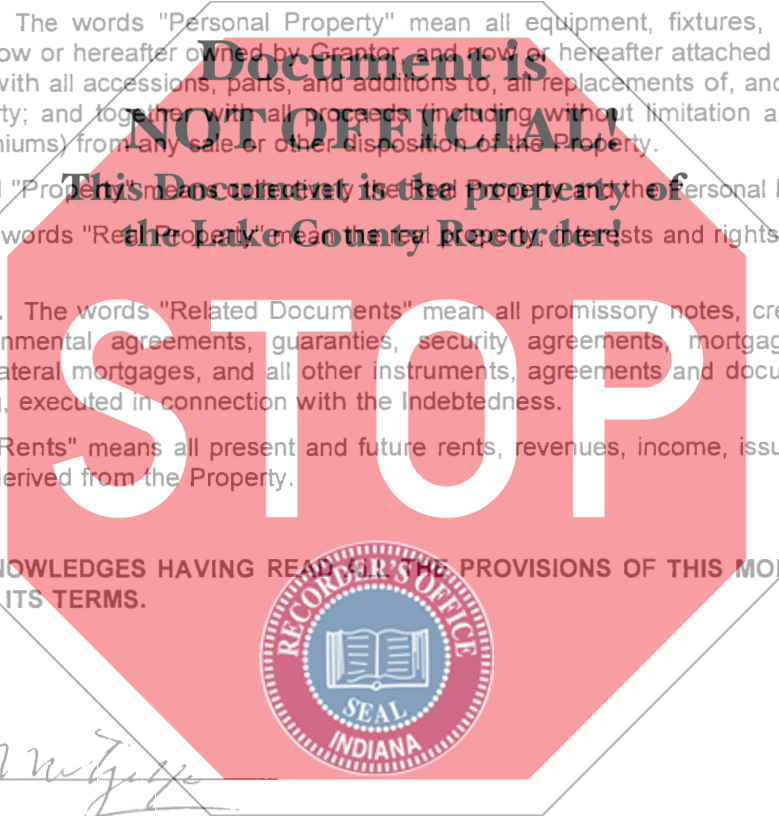 The words "Personal Property" mean all equipment, fixtures,
ow or hereafter owned by Grantor, and now or hereafter attached
with all accessions, parts, and additions to, all replacements of, and
rty; and together with all proceeds (including without limitation a
niums) from any sale or other disposition of the Property.
Document is
NOT OFFICIAL!
This Document is the property of
the Lake County Recorder!
"Property" means collectively the Real Property and the Personal
words "Real Property" mean the real property, interests and rights
. The words "Related Documents" mean all promissory notes, cre
onmental agreements, guaranties, security agreements, mortgag
ateral mortgages, and all other instruments, agreements and docu
, executed in connection with the Indebtedness.
Rents" means all present and future rents, revenues, income, issu
derived from the Property.
STOP
NOWLEDGES HAVING READ ALL THE PROVISIONS OF THIS MO
ITS TERMS.
RECORDER'S OFFICE
SEAL
INDIANA